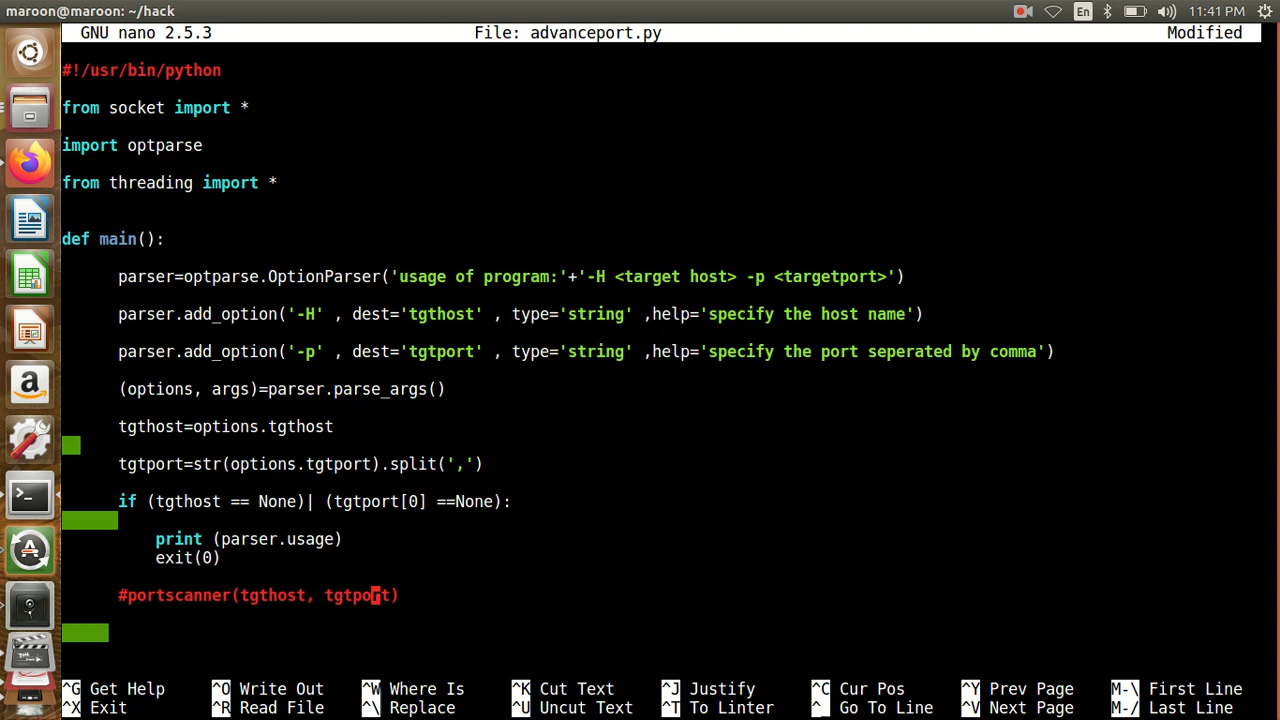 maroon@maroon: ~/hack
En
11:41 PM
GNU nano 2.5.3 File: advanceport.py Modified
#!/usr/bin/python
from socket import *
import optparse
from threading import *
def main():
parser=optparse.OptionParser('usage of program:'+'-H <target host> -p <targetport>')
parser.add_option('-H' , dest='tgthost' , type='string' ,help='specify the host name')
parser.add_option('-p' , dest='tgtport' , type='string' ,help='specify the port seperated by comma')
(options, args)=parser.parse_args()
tgthost=options.tgthost
tgtport=str(options.tgtport).split(',')
if (tgthost == None)| (tgtport[0] ==None):
print (parser.usage)
exit(0)
#portscanner(tgthost, tgtport)
^G Get Help ^O Write Out ^W Where Is ^K Cut Text ^J Justify ^C Cur Pos ^Y Prev Page M-\ First Line
^X Exit ^R Read File ^\ Replace ^U Uncut Text ^T To Linter ^_ Go To Line ^V Next Page M-/ Last Line